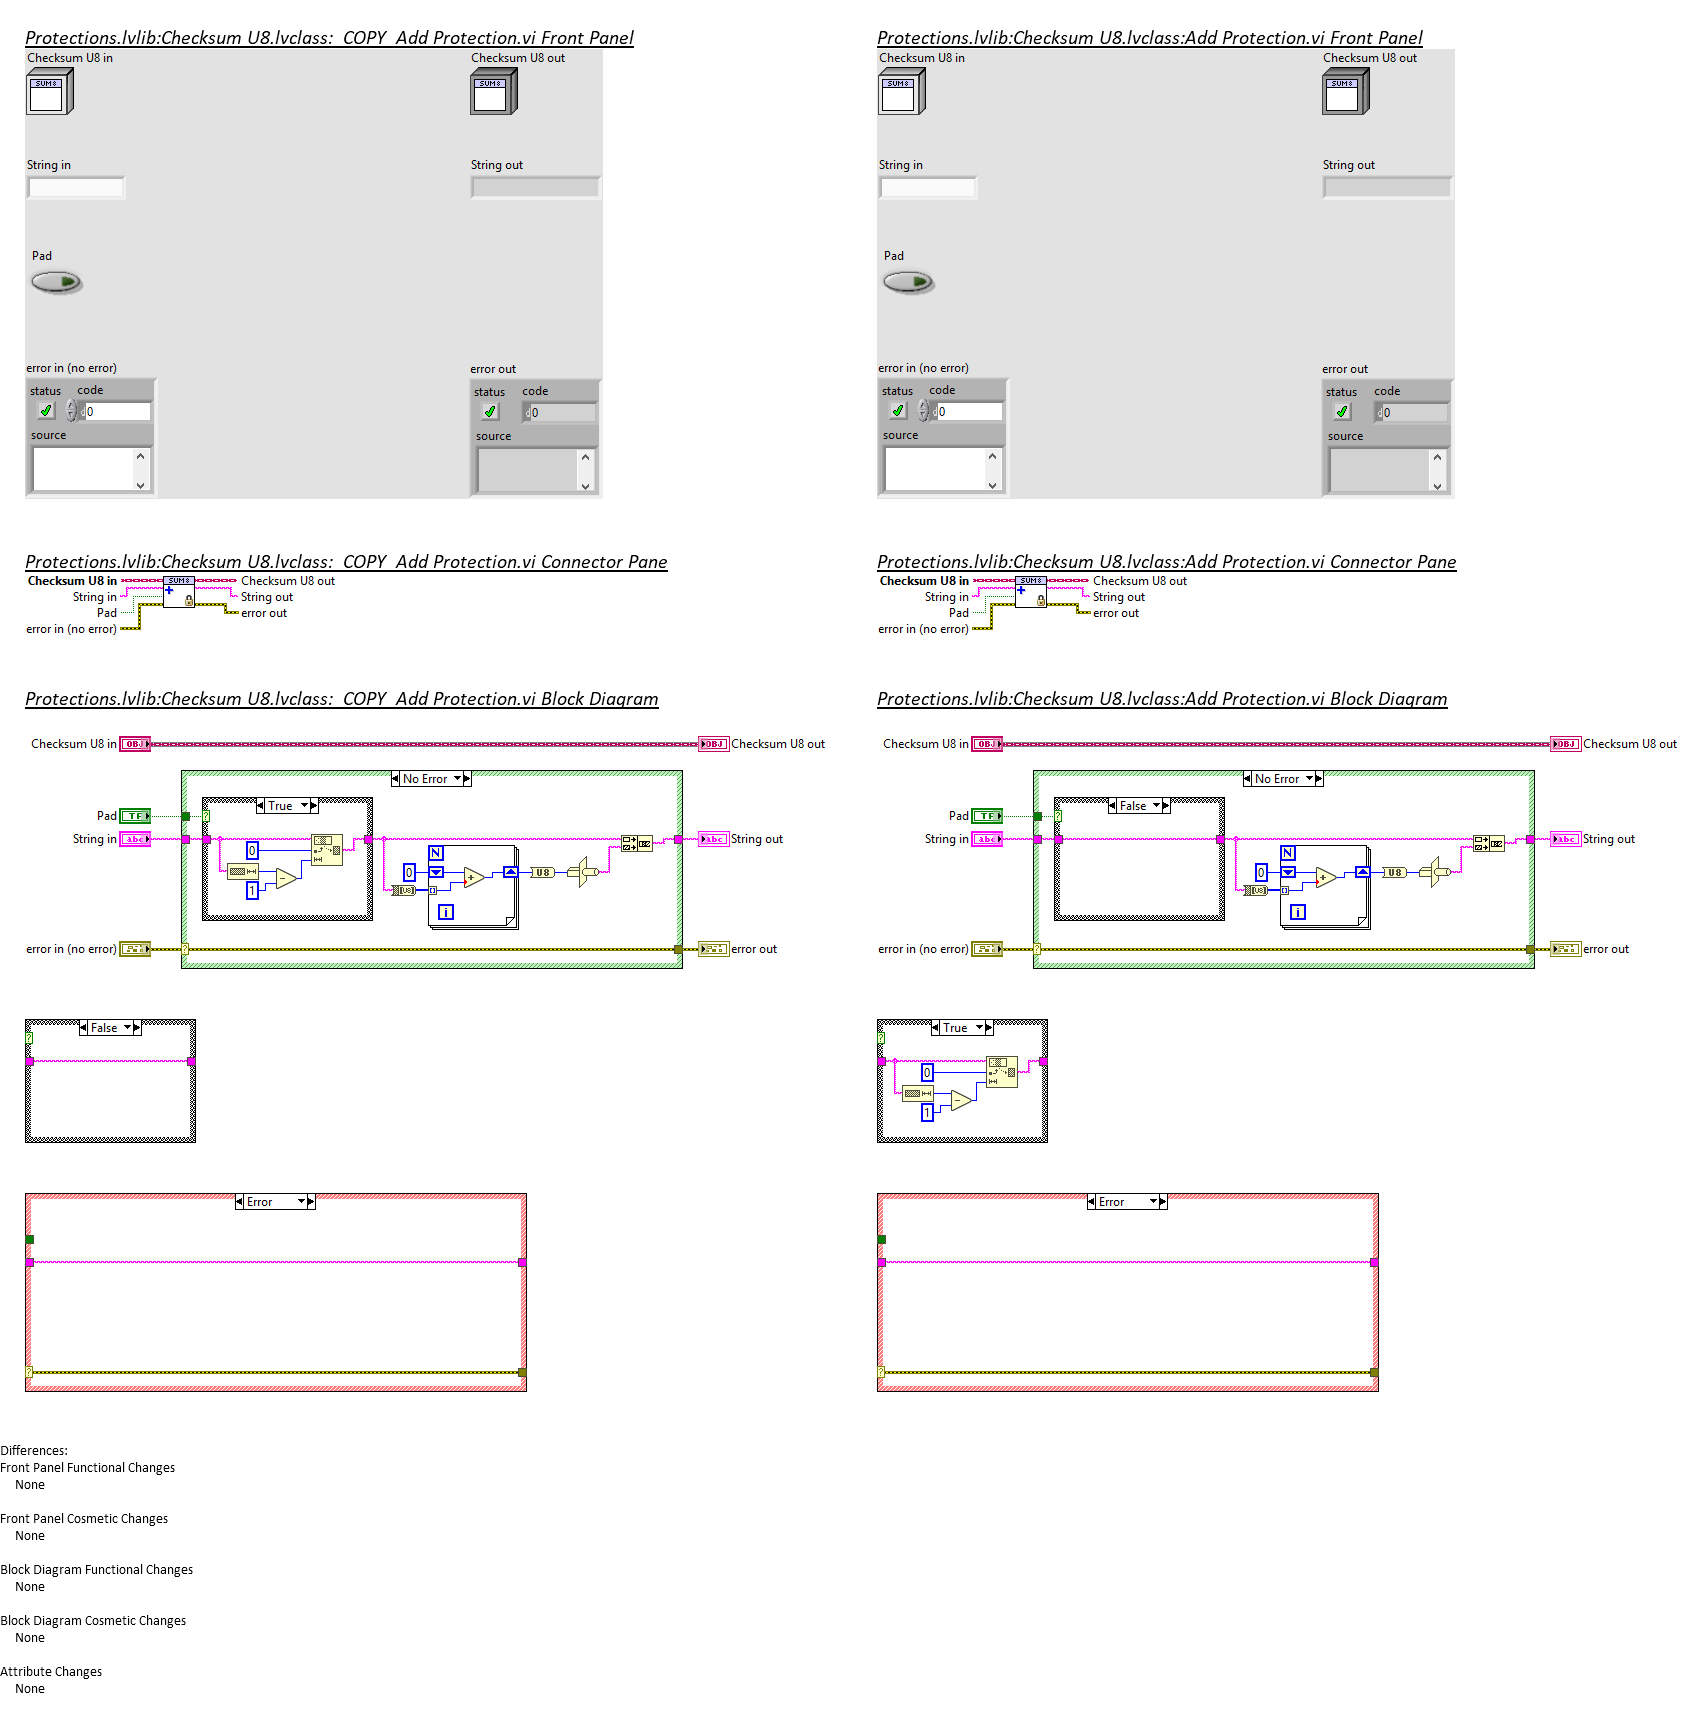 Protections.lvlib:Checksum U8.lvclass:_COPY_Add Protection.vi Front Panel
Checksum U8 in
Checksum U8 out
SUM8
SUM8
String in
String out
Pad
error in (no error)
error out
status code
0
source
status code
0
source
Protections.lvlib:Checksum U8.lvclass:Add Protection.vi Front Panel
Checksum U8 in
Checksum U8 out
SUM8
SUM8
String in
String out
Pad
error in (no error)
error out
status code
0
source
status code
0
source
Protections.lvlib:Checksum U8.lvclass:_COPY_Add Protection.vi Connector Pane
Checksum U8 in
SUM8
Checksum U8 out
String in
String out
Pad
error out
error in (no error)
Protections.lvlib:Checksum U8.lvclass:Add Protection.vi Connector Pane
Checksum U8 in
SUM8
Checksum U8 out
String in
String out
Pad
error out
error in (no error)
Protections.lvlib:Checksum U8.lvclass:_COPY_Add Protection.vi Block Diagram
Checksum U8 in
OBJ
OBJ
Checksum U8 out
No Error
True
Pad
TF
String in
abc
abc
String out
0
1
N
0
i
[U8]
U8
error in (no error)
error out
False
Error
Protections.lvlib:Checksum U8.lvclass:Add Protection.vi Block Diagram
Checksum U8 in
OBJ
OBJ
Checksum U8 out
No Error
False
Pad
TF
String in
abc
abc
String out
N
0
i
[U8]
U8
error in (no error)
error out
True
0
1
Error
Differences:
Front Panel Functional Changes
None
Front Panel Cosmetic Changes
None
Block Diagram Functional Changes
None
Block Diagram Cosmetic Changes
None
Attribute Changes
None